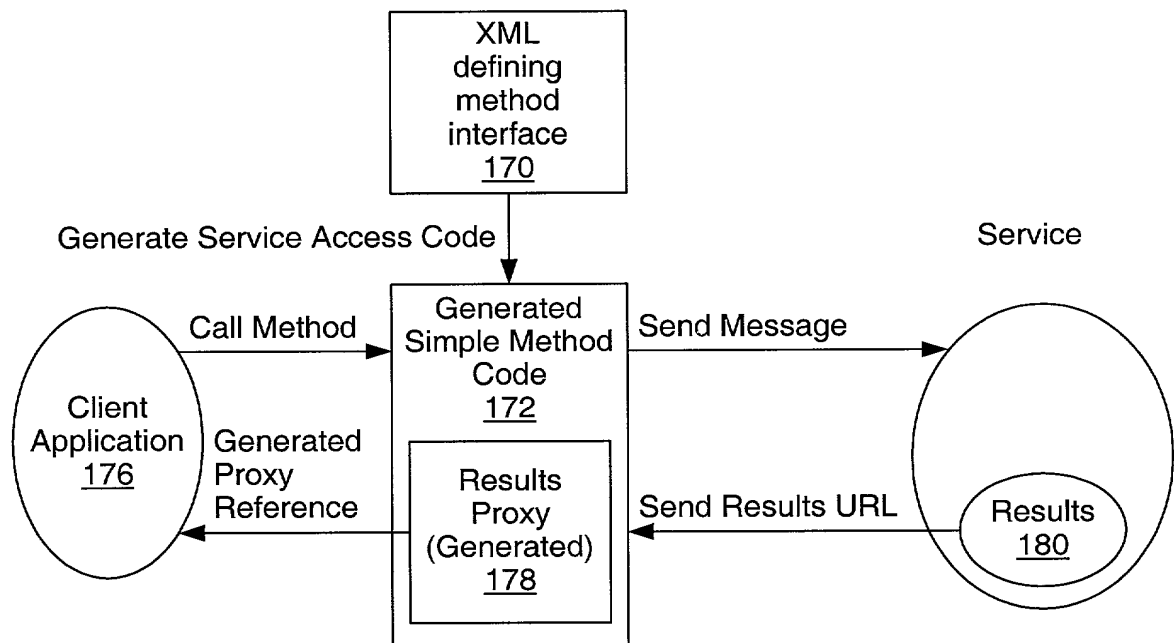 XML
defining
method
interface
170
Generate Service Access Code
Service
Generated
Simple Method
Code
172
Call Method
Send Message
Client
Application
176
Generated
Proxy
Reference
Results
Proxy
(Generated)
178
Send Results URL
Results
180